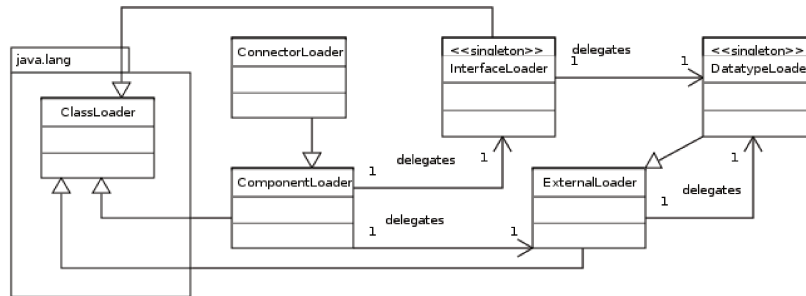 java.lang
ClassLoader
ConnectorLoader
<<singleton>>
InterfaceLoader
delegates
1
1
<<singleton>>
DatatypeLoade
ComponentLoader
1
delegates
1
ExternalLoader
1
delegates
1
1
delegates
1